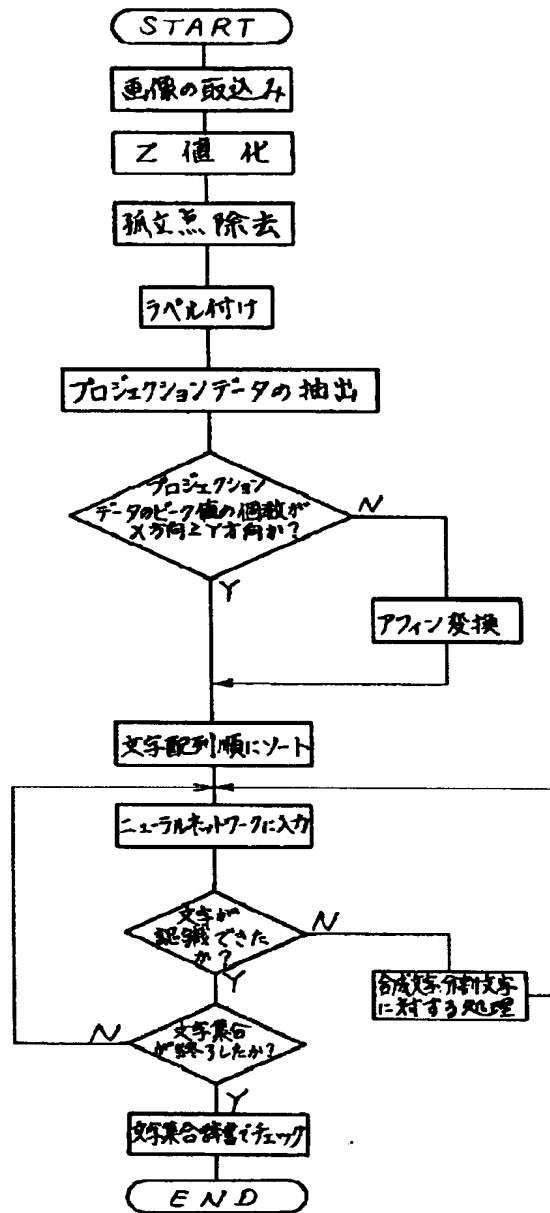 START
画像の取込み
2値化
孤立点除去
ラベル付け
プロジェクションデータの抽出
プロジェクション
データのピーク値の個数が
X方向≧Y方向か?
N
Y
アフィン変換
文字配列順にソート
ニューラルネットワークに入力
文字が
認識できた
か?
N
Y
合成文字・分割文字
に対する処理
文字集合
が終了したか?
N
Y
文字集合辞書でチェック
END